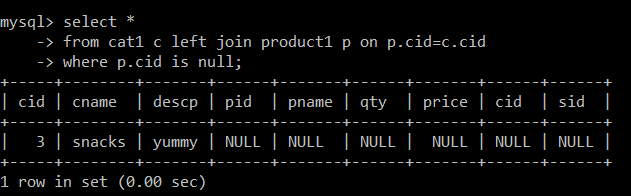 mysql> select *
    -> from cat1 c left join product1 p on p.cid=c.cid
    -> where p.cid is null;
+-----+--------+-------+------+-------+------+-------+------+------+
| cid | cname  | descp | pid  | pname | qty  | price | cid  | sid  |
+-----+--------+-------+------+-------+------+-------+------+------+
|   3 | snacks | yummy | NULL | NULL  | NULL |  NULL | NULL | NULL |
+-----+--------+-------+------+-------+------+-------+------+------+
1 row in set (0.00 sec)